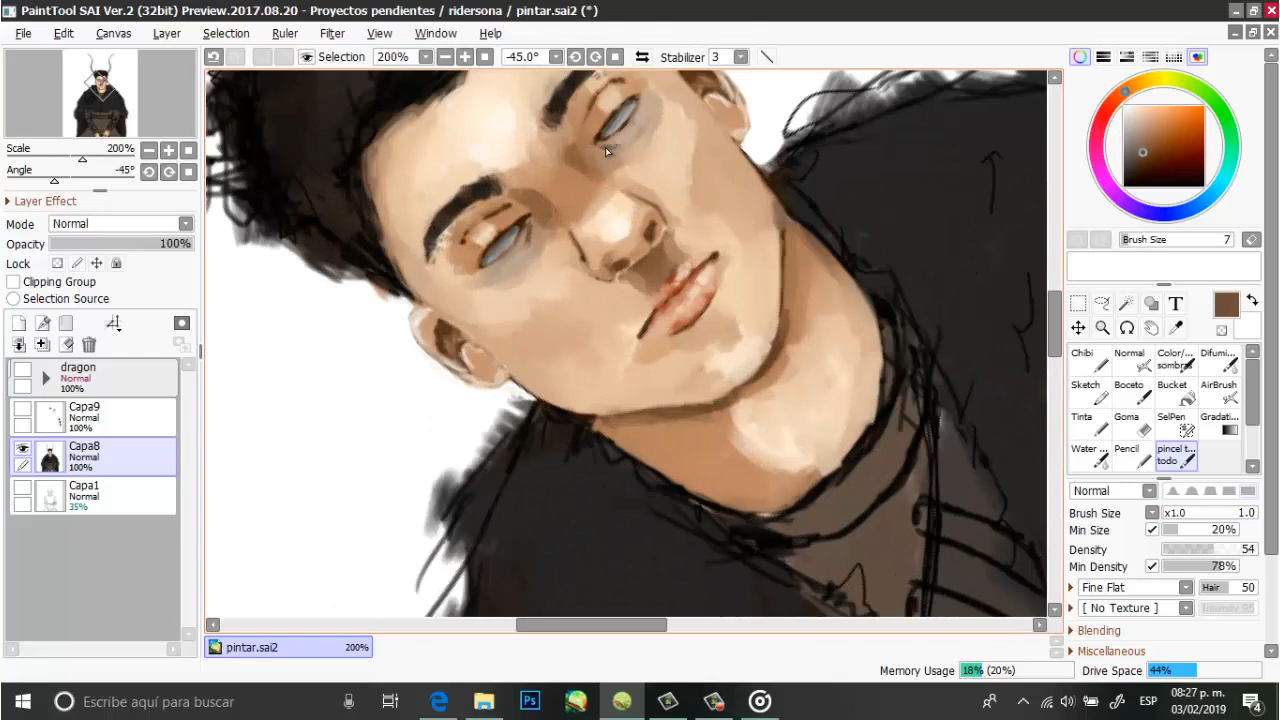 PaintTool SAI Ver.2 (32bit) Preview.2017.08.20 - Proyectos pendientes / ridersona / pintar.sai2 (*)
File Edit Canvas Layer Selection Ruler Filter View Window Help
Selection 200% -45.0° Stabilizer 3
Scale 200%
Angle -45°
Layer Effect
Mode Normal
Opacity 100%
Lock
Clipping Group
Selection Source
dragon
Normal
100%
Capa9
Normal
100%
Capa8
Normal
100%
Capa1
Normal
35%
Brush Size 7
T
Chibi Normal Color/... sombra Difumi...
Sketch Boceto Bucket AirBrush
Tinta Goma SelPen Gradati...
Water ... Pencil pincel t... todo
Normal
Brush Size x1.0 1.0
Min Size 20%
Density 54
Min Density 78%
Fine Flat Hair 50
[ No Texture ] Intensity 95
Blending
Miscellaneous
pintar.sai2 200%
Memory Usage 18% (20%) Drive Space 44%
Escribe aquí para buscar
Ps
ESP
08:27 p. m.
03/02/2019
4